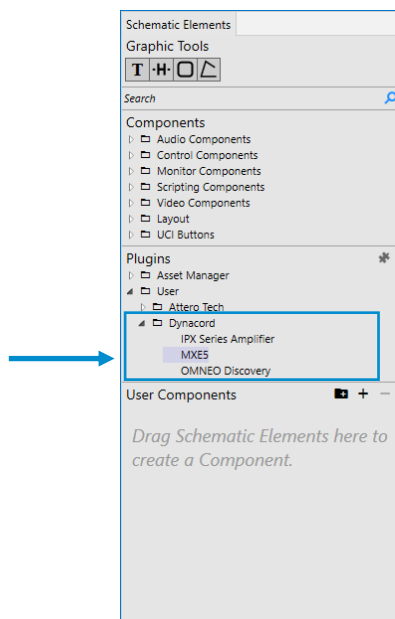 Schematic Elements
Graphic Tools
T H
Search
Components
Audio Components
Control Components
Monitor Components
Scripting Components
Video Components
Layout
UCI Buttons
Plugins
Asset Manager
User
Attero Tech
Dynacord
IPX Series Amplifier
MXE5
OMNEO Discovery
User Components
Drag Schematic Elements here to
create a Component.